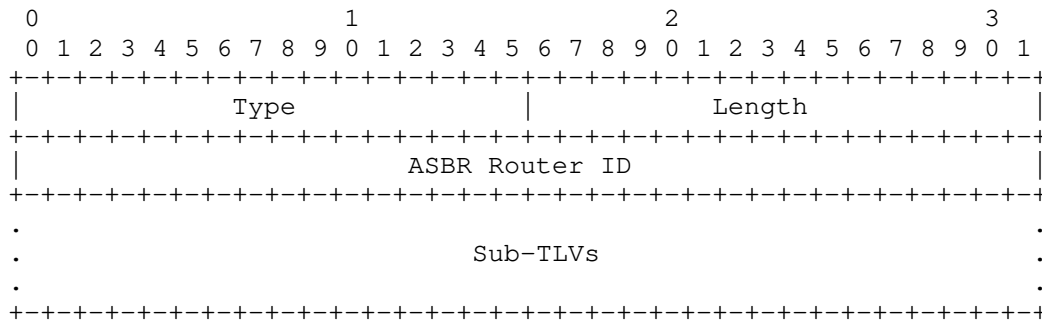 0                   1                   2                   3
0 1 2 3 4 5 6 7 8 9 0 1 2 3 4 5 6 7 8 9 0 1 2 3 4 5 6 7 8 9 0 1
+-+-+-+-+-+-+-+-+-+-+-+-+-+-+-+-+-+-+-+-+-+-+-+-+-+-+-+-+-+-+-+-+
| Type | Length |
+-+-+-+-+-+-+-+-+-+-+-+-+-+-+-+-+-+-+-+-+-+-+-+-+-+-+-+-+-+-+-+-+
| ASBR Router ID |
+-+-+-+-+-+-+-+-+-+-+-+-+-+-+-+-+-+-+-+-+-+-+-+-+-+-+-+-+-+-+-+-+
. .
. Sub-TLVs .
. .
+-+-+-+-+-+-+-+-+-+-+-+-+-+-+-+-+-+-+-+-+-+-+-+-+-+-+-+-+-+-+-+-+